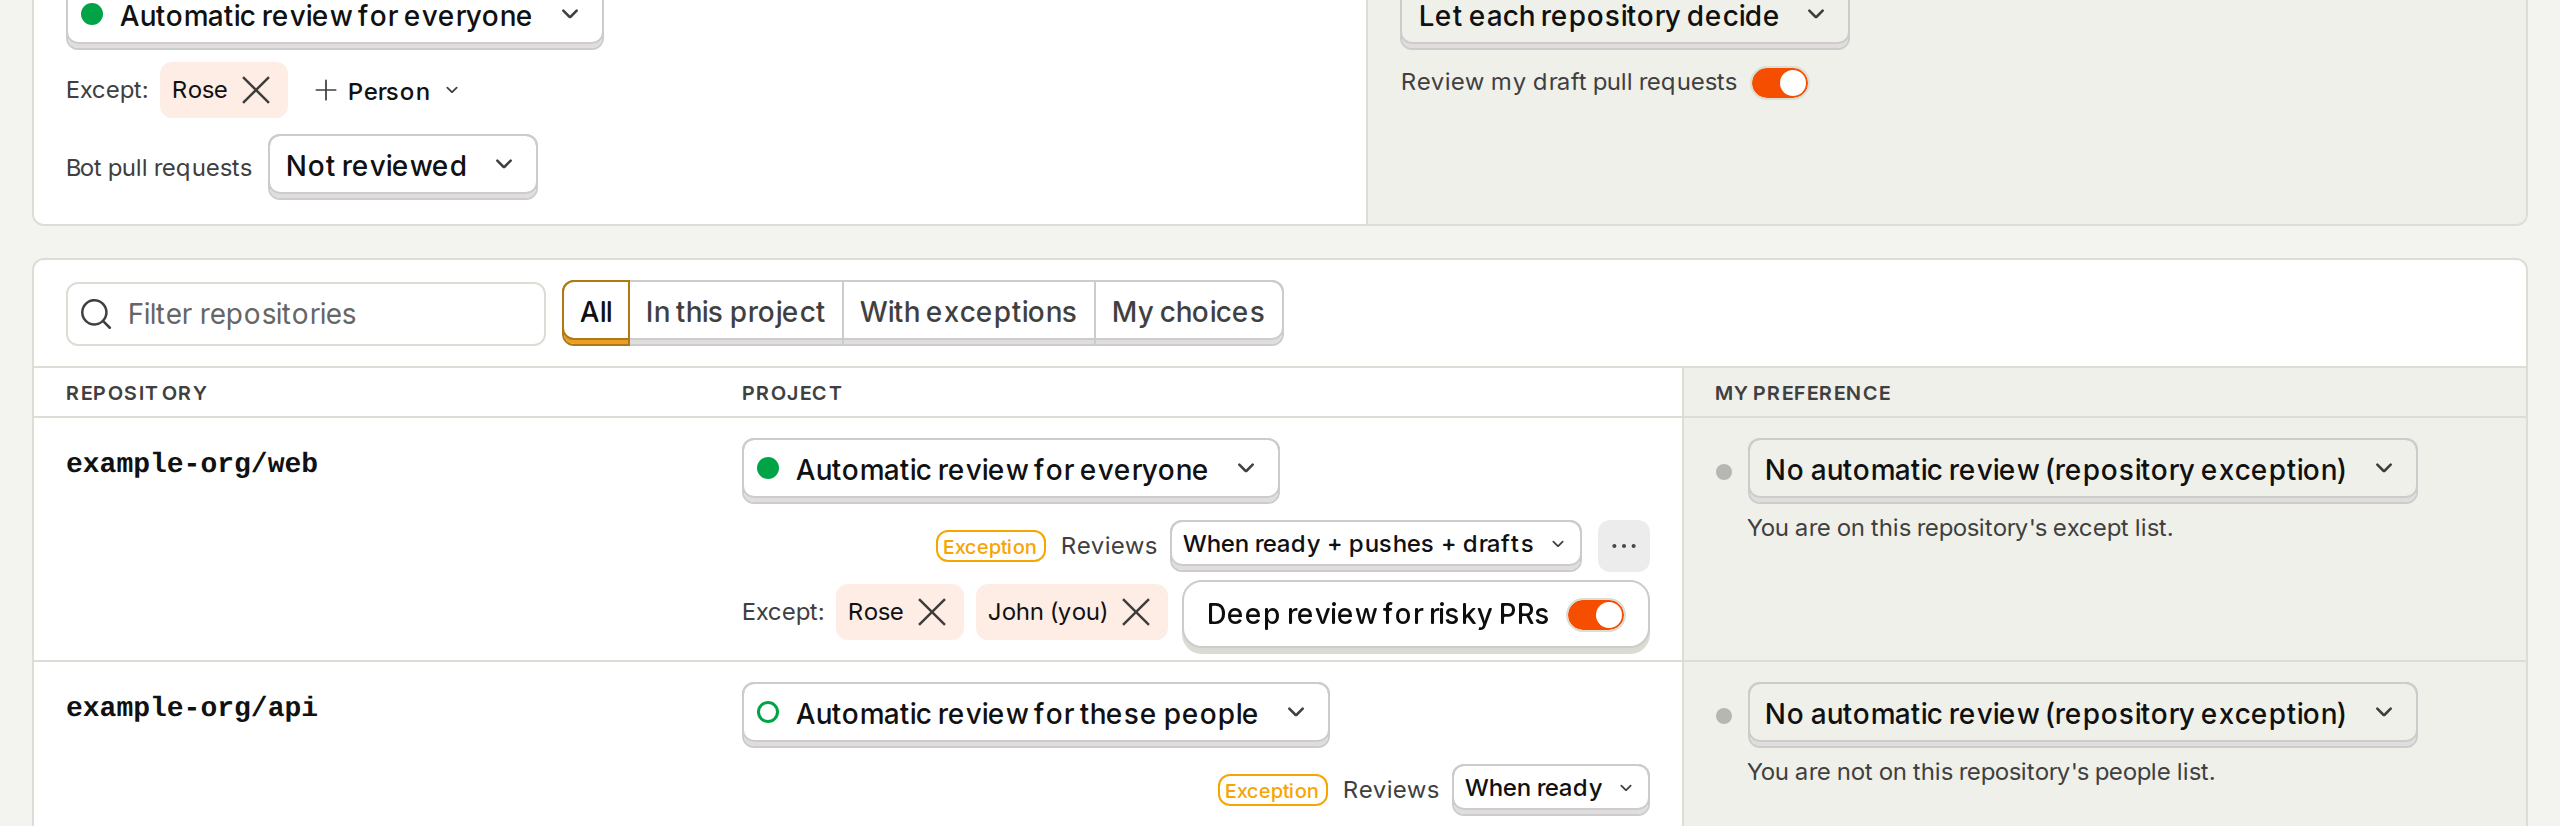 Automatic review for everyone
Let each repository decide
Except: Rose + Person
Review my draft pull requests
Bot pull requests Not reviewed
Filter repositories All In this project With exceptions My choices
REPOSITORY PROJECT MY PREFERENCE
example-org/web Automatic review for everyone No automatic review (repository exception)
You are on this repository's except list.
Exception Reviews When ready + pushes + drafts ...
Except: Rose John (you) Deep review for risky PRs
example-org/api Automatic review for these people No automatic review (repository exception)
You are not on this repository's people list.
Exception Reviews When ready